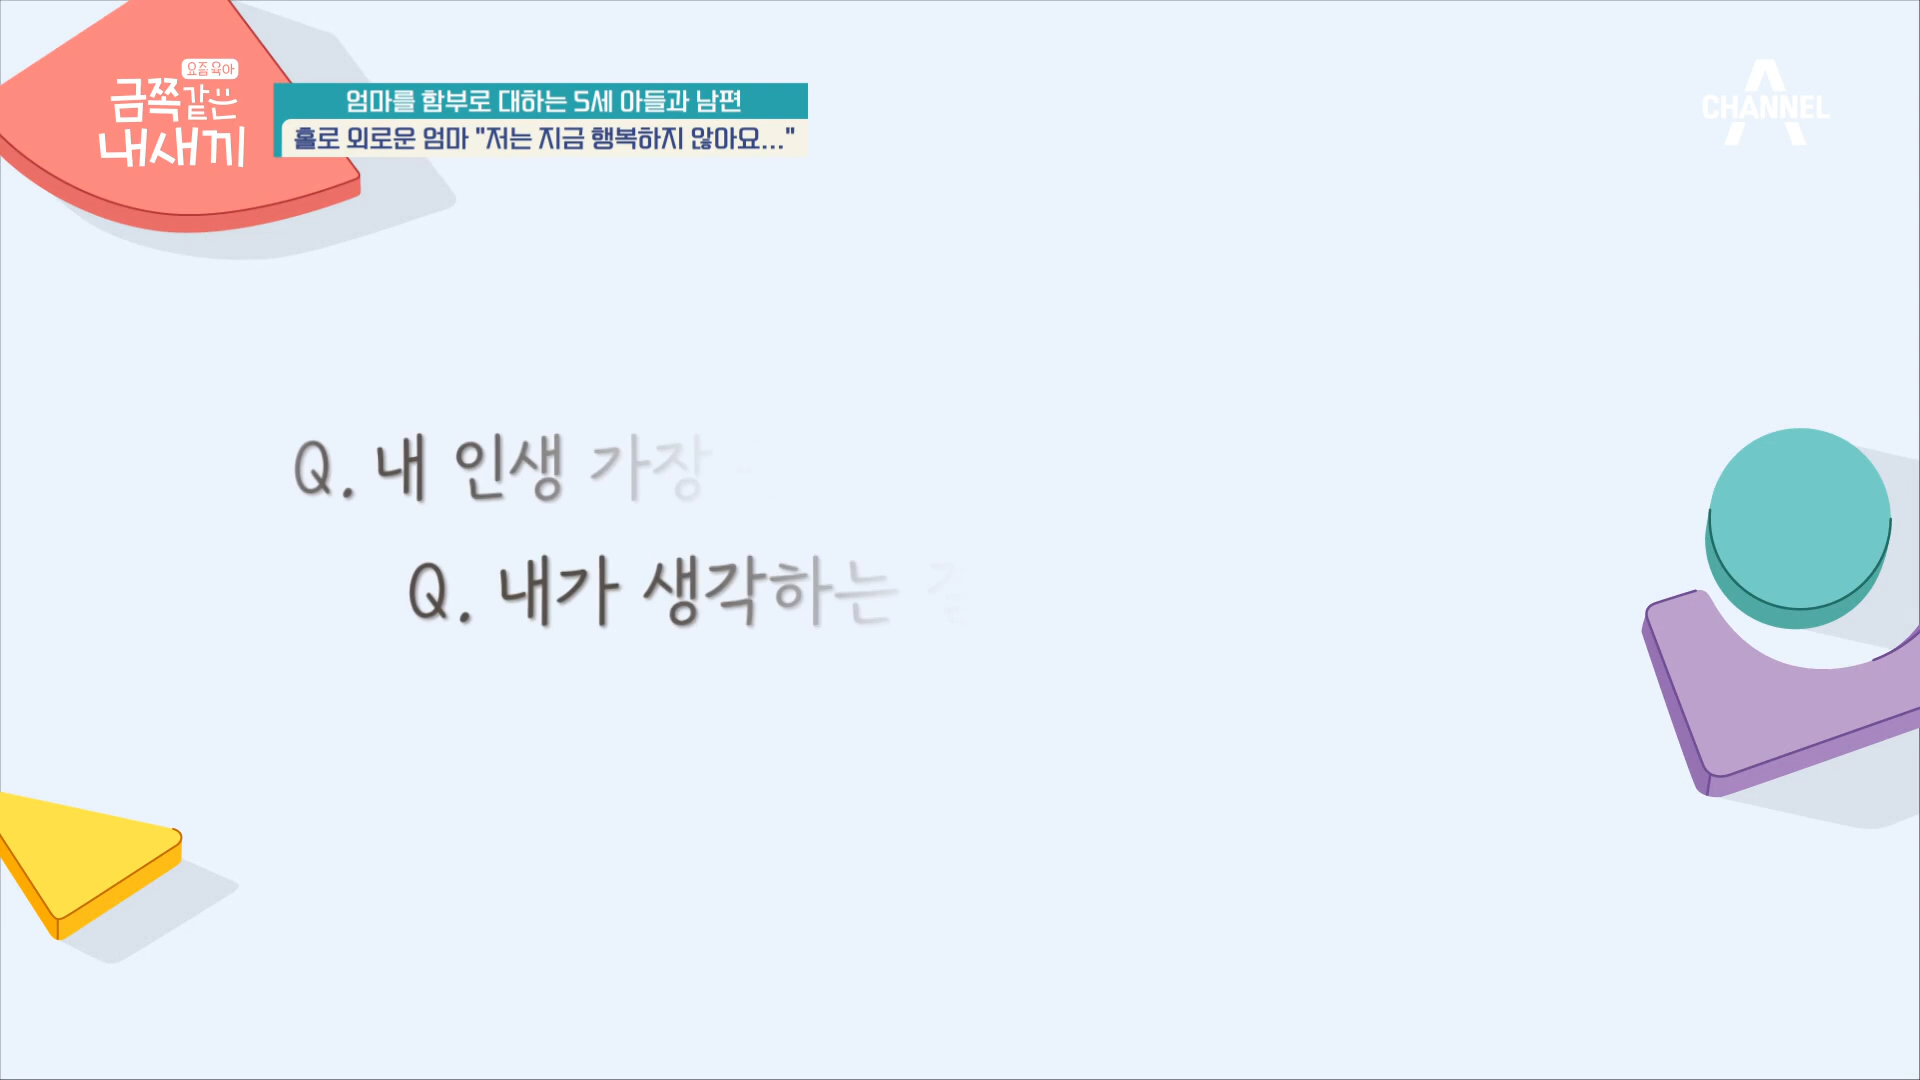 요즘 육아
금쪽같은
내새끼
엄마를 함부로 대하는 5세 아들과 남편
홀로 외로운 엄마 "저는 지금 행복하지 않아요..."
CHANNEL A
Q. 내 인생 가장
Q. 내가 생각하는